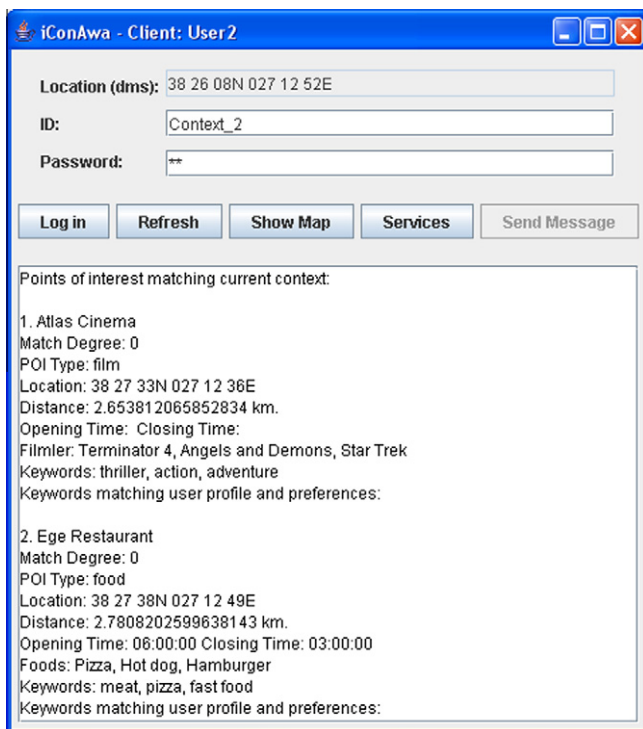 iConAwa - Client: User2
Location (dms): 38 26 08N 027 12 52E
ID: Context_2
Password: **
Log in Refresh Show Map Services Send Message
Points of interest matching current context:
1. Atlas Cinema
Match Degree: 0
POI Type: film
Location: 38 27 33N 027 12 36E
Distance: 2.653812065852834 km.
Opening Time:  Closing Time:
Filmler: Terminator 4, Angels and Demons, Star Trek
Keywords: thriller, action, adventure
Keywords matching user profile and preferences:
2. Ege Restaurant
Match Degree: 0
POI Type: food
Location: 38 27 38N 027 12 49E
Distance: 2.7808202599638143 km.
Opening Time: 06:00:00 Closing Time: 03:00:00
Foods: Pizza, Hot dog, Hamburger
Keywords: meat, pizza, fast food
Keywords matching user profile and preferences: